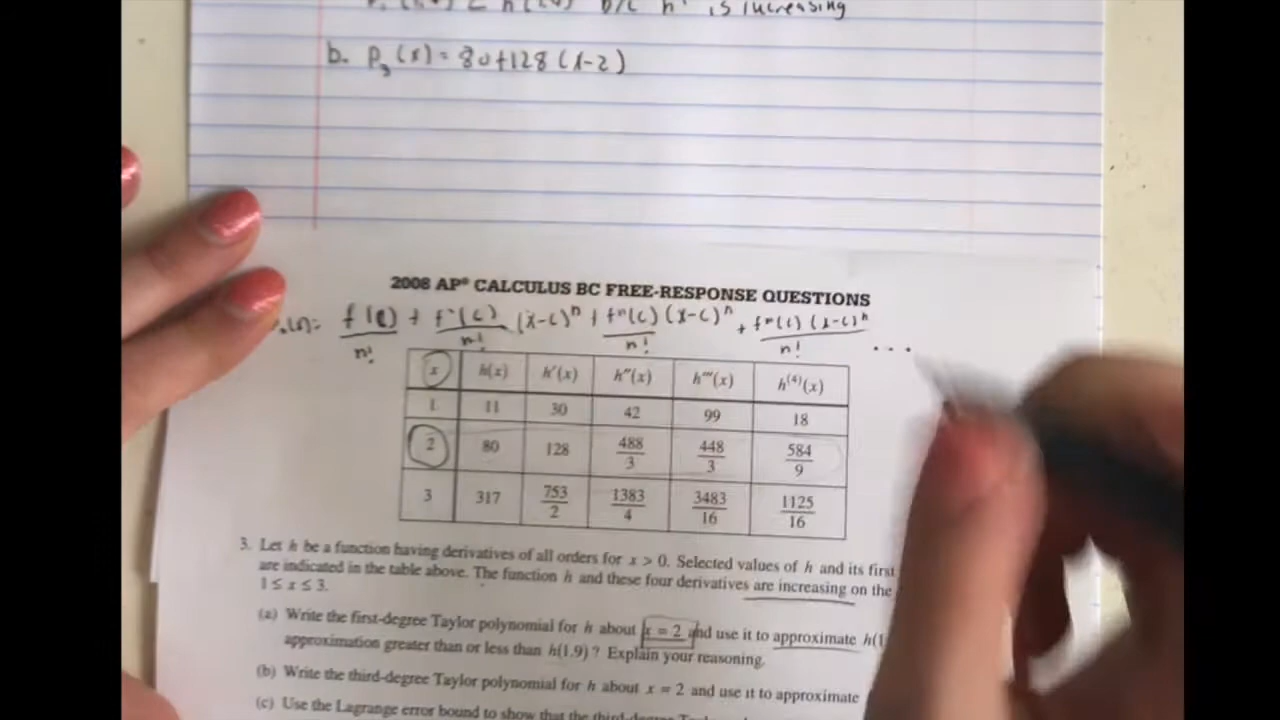 is increasing
b. P₃(x) = 80+128(x-2)
2008 AP® CALCULUS BC FREE-RESPONSE QUESTIONS
f(c)/n! + f'(c)/n! (x-c)ⁿ + f''(c)(x-c)ⁿ/n! + f'''(c)(x-c)ⁿ/n! ...
x h(x) h'(x) h''(x) h'''(x) h⁽⁴⁾(x)
1 11 30 42 99 18
2 80 128 488/3 448/3 584/9
3 317 753/2 1383/4 3483/16 1125/16
3. Let h be a function having derivatives of all orders for x > 0. Selected values of h and its first
are indicated in the table above. The function h and these four derivatives are increasing on the
1 ≤ x ≤ 3.
(a) Write the first-degree Taylor polynomial for h about x = 2 and use it to approximate h(1
approximation greater than or less than h(1.9) ? Explain your reasoning.
(b) Write the third-degree Taylor polynomial for h about x = 2 and use it to approximate
(c) Use the Lagrange error bound to show that the third-degree